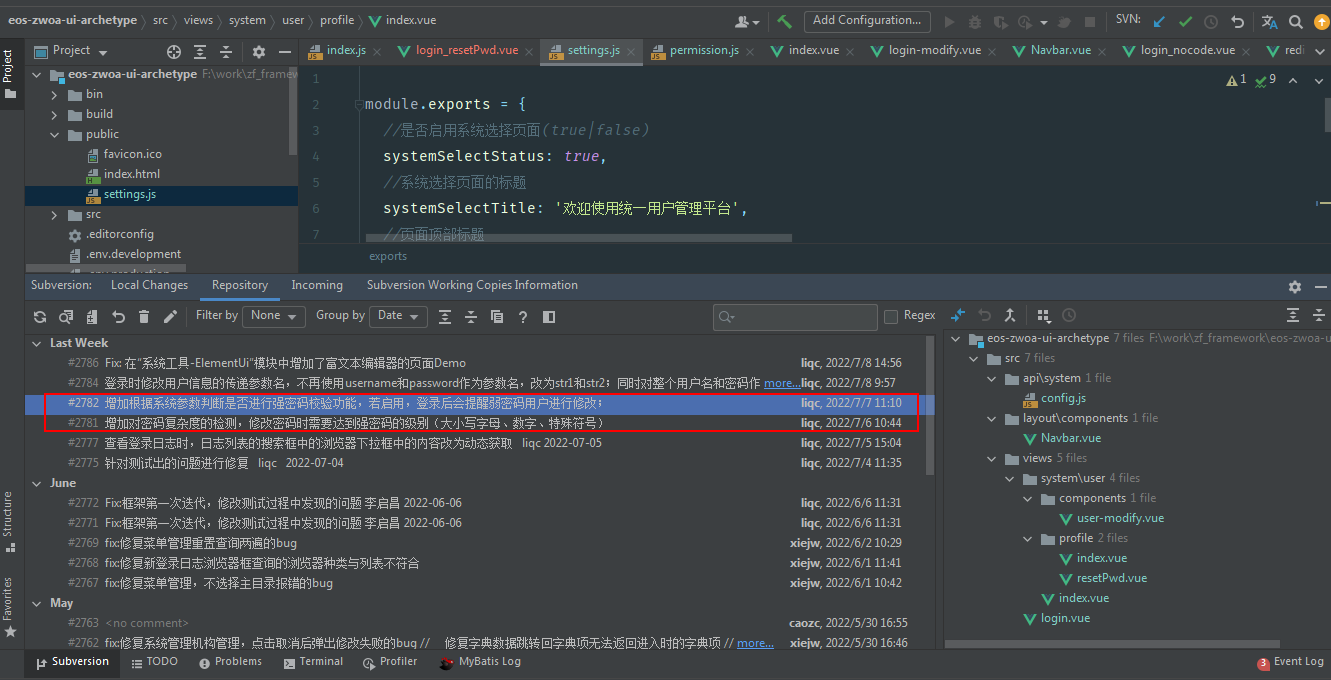 eos-zwoa-ui-archetype 〉 src 〉 views 〉 system 〉 user 〉 profile 〉 index.vue
Add Configuration...
SVN:
Project
index.js
login_resetPwd.vue
settings.js
permission.js
index.vue
login-modify.vue
Navbar.vue
login_nocode.vue
redi
Project
eos-zwoa-ui-archetype F:\work\zf_framew
bin
build
public
favicon.ico
index.html
settings.js
src
.editorconfig
.env.development
.env.production
1
2 module.exports = {
3 //是否启用系统选择页面(true|false)
4 systemSelectStatus: true,
5 //系统选择页面的标题
6 systemSelectTitle: '欢迎使用统一用户管理平台',
7 //页面顶部标题
1 9
exports
Subversion: Local Changes Repository Incoming Subversion Working Copies Information
Filter by None Group by Date
Regex
Last Week
#2786 Fix: 在"系统工具-ElementUi"模块中增加了富文本编辑器的页面Demo liqc, 2022/7/8 14:56
#2784 登录时修改用户信息的传递参数名，不再使用username和password作为参数名，改为str1和str2；同时对整个用户名和密码作 more... liqc, 2022/7/8 9:57
#2782 增加根据系统参数判断是否进行强密码校验功能，若启用，登录后会提醒弱密码用户进行修改； liqc, 2022/7/7 11:10
#2781 增加对密码复杂度的检测，修改密码时需要达到强密码的级别（大小写字母、数字、特殊符号） liqc, 2022/7/6 10:44
#2777 查看登录日志时，日志列表的搜索框中的浏览器下拉框中的内容改为动态获取 liqc 2022-07-05 liqc, 2022/7/5 15:04
#2775 针对测试出的问题进行修复 liqc 2022-07-04 liqc, 2022/7/4 11:35
June
#2772 Fix:框架第一次迭代，修改测试过程中发现的问题 李启昌 2022-06-06 liqc, 2022/6/6 11:31
#2771 Fix:框架第一次迭代，修改测试过程中发现的问题 李启昌 2022-06-06 liqc, 2022/6/6 11:31
#2769 fix:修复菜单管理重置查询两遍的bug xiejw, 2022/6/2 10:29
#2768 fix:修复新登录日志浏览器框查询的浏览器种类与列表不符合 xiejw, 2022/6/1 11:41
#2767 fix:修复菜单管理，不选择主目录报错的bug xiejw, 2022/6/1 10:42
May
#2763 <no comment> caozc, 2022/5/30 16:55
#2762 fix:修复系统管理机构管理，点击取消后弹出修改失败的bug // 修复字典数据跳转回字典项无法返回进入时的字典项 // more... xiejw, 2022/5/30 16:46
eos-zwoa-ui-archetype 7 files F:\work\zf_framework\eos-zwoa-u
src 7 files
api\system 1 file
config.js
layout\components 1 file
Navbar.vue
views 5 files
system\user 4 files
components 1 file
user-modify.vue
profile 2 files
index.vue
resetPwd.vue
index.vue
login.vue
Structure
Favorites
Subversion
TODO
Problems
Terminal
Profiler
MyBatis Log
3 Event Log